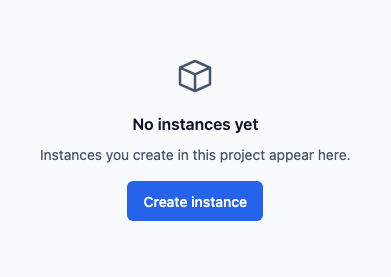 No instances yet
Instances you create in this project appear here.
Create instance